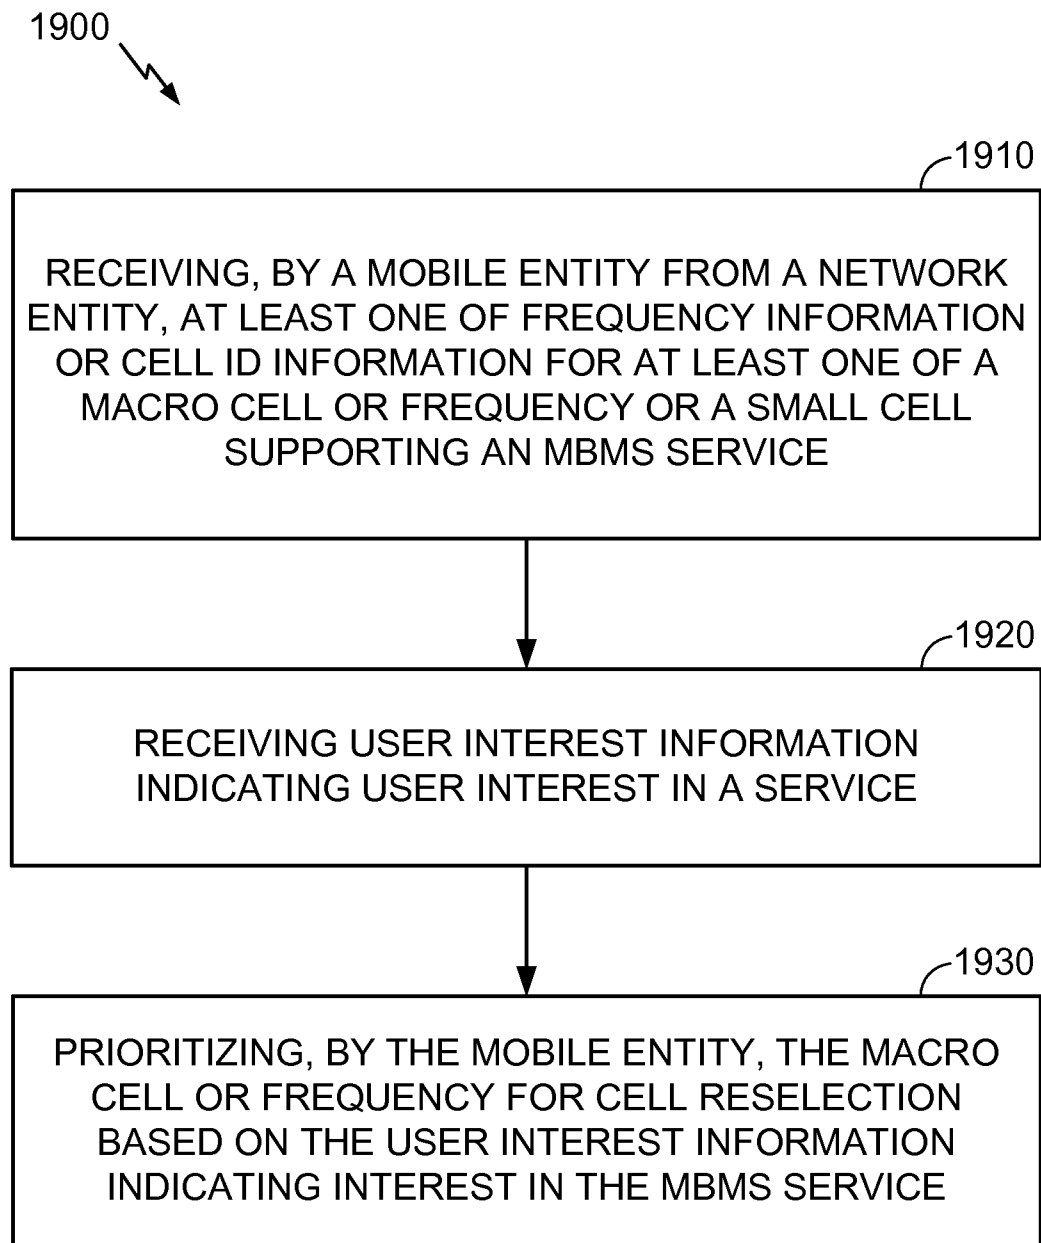 1900
1910
RECEIVING, BY A MOBILE ENTITY FROM A NETWORK
ENTITY, AT LEAST ONE OF FREQUENCY INFORMATION
OR CELL ID INFORMATION FOR AT LEAST ONE OF A
MACRO CELL OR FREQUENCY OR A SMALL CELL
SUPPORTING AN MBMS SERVICE
1920
RECEIVING USER INTEREST INFORMATION
INDICATING USER INTEREST IN A SERVICE
1930
PRIORITIZING, BY THE MOBILE ENTITY, THE MACRO
CELL OR FREQUENCY FOR CELL RESELECTION
BASED ON THE USER INTEREST INFORMATION
INDICATING INTEREST IN THE MBMS SERVICE